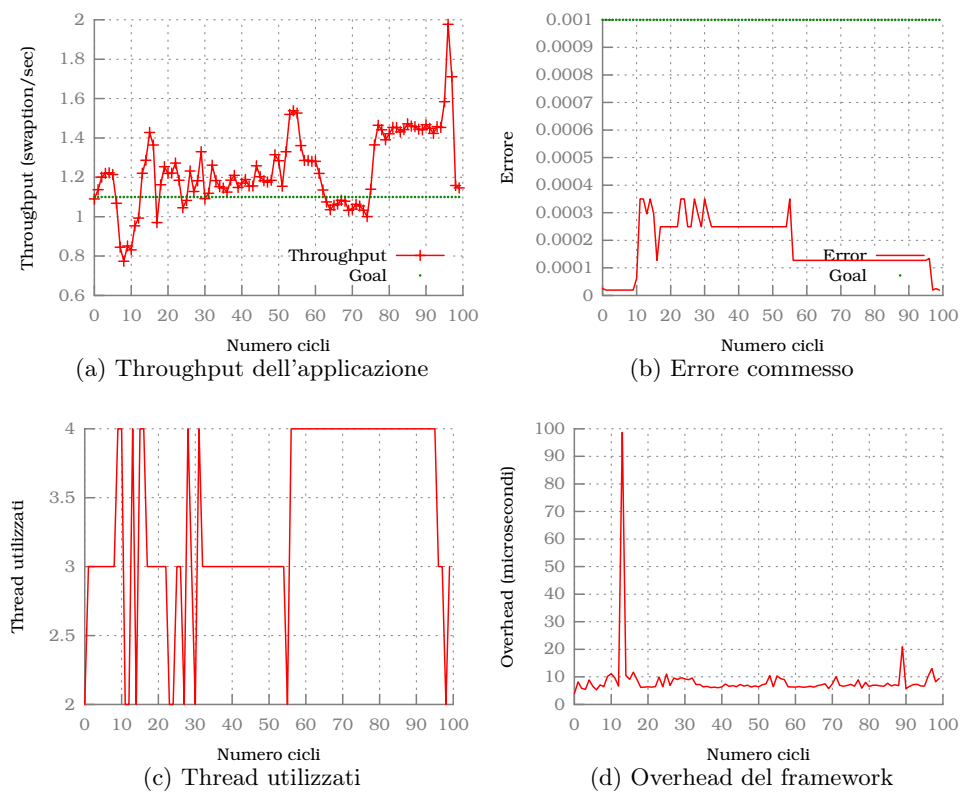 Throughput (swaption/sec)
2
1.8
1.6
1.4
1.2
1
0.8
0.6
Throughput
Goal
0 10 20 30 40 50 60 70 80 90 100
Numero cicli
(a) Throughput dell'applicazione
Errore
0.001
0.0009
0.0008
0.0007
0.0006
0.0005
0.0004
0.0003
0.0002
0.0001
0
Error
Goal
0 10 20 30 40 50 60 70 80 90 100
Numero cicli
(b) Errore commesso
Thread utilizzati
4
3.5
3
2.5
2
0 10 20 30 40 50 60 70 80 90 100
Numero cicli
(c) Thread utilizzati
Overhead (microsecondi)
100
90
80
70
60
50
40
30
20
10
0
0 10 20 30 40 50 60 70 80 90 100
Numero cicli
(d) Overhead del framework